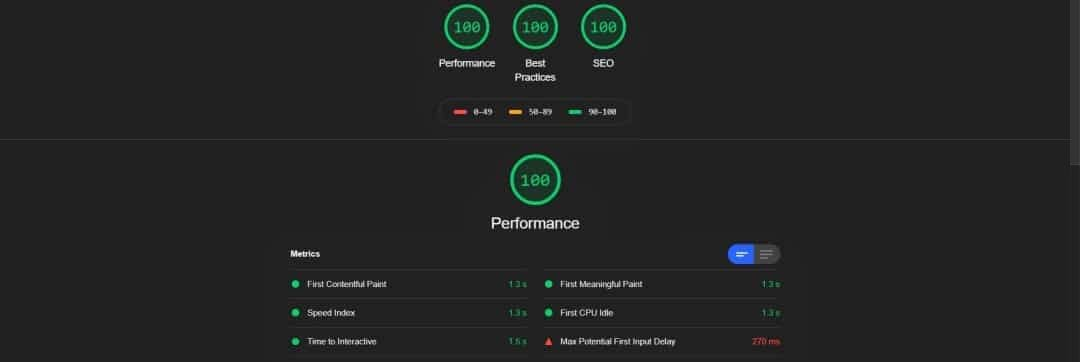 100 100 100
Performance Best Practices SEO
0-49 50-89 90-100
100
Performance
Metrics
First Contentful Paint 1.3 s First Meaningful Paint 1.3 s
Speed Index 1.3 s First CPU Idle 1.3 s
Time to Interactive 1.5 s Max Potential First Input Delay 270 ms